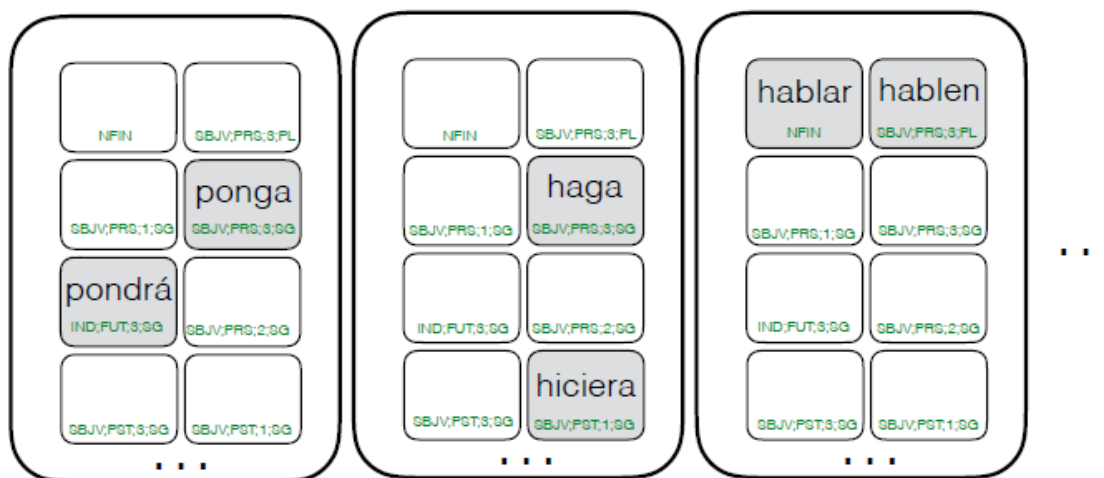 NFIN SBJV;PRS;3;PL
ponga
SBJV;PRS;1;SG SBJV;PRS;3;SG
pondrá
IND;FUT;3;SG SBJV;PRS;2;SG
SBJV;PST;3;SG SBJV;PST;1;SG
...
NFIN SBJV;PRS;3;PL
haga
SBJV;PRS;1;SG SBJV;PRS;3;SG
IND;FUT;3;SG SBJV;PRS;2;SG
hiciera
SBJV;PST;3;SG SBJV;PST;1;SG
...
hablar hablen
NFIN SBJV;PRS;3;PL
SBJV;PRS;1;SG SBJV;PRS;3;SG
IND;FUT;3;SG SBJV;PRS;2;SG
SBJV;PST;3;SG SBJV;PST;1;SG
...
..